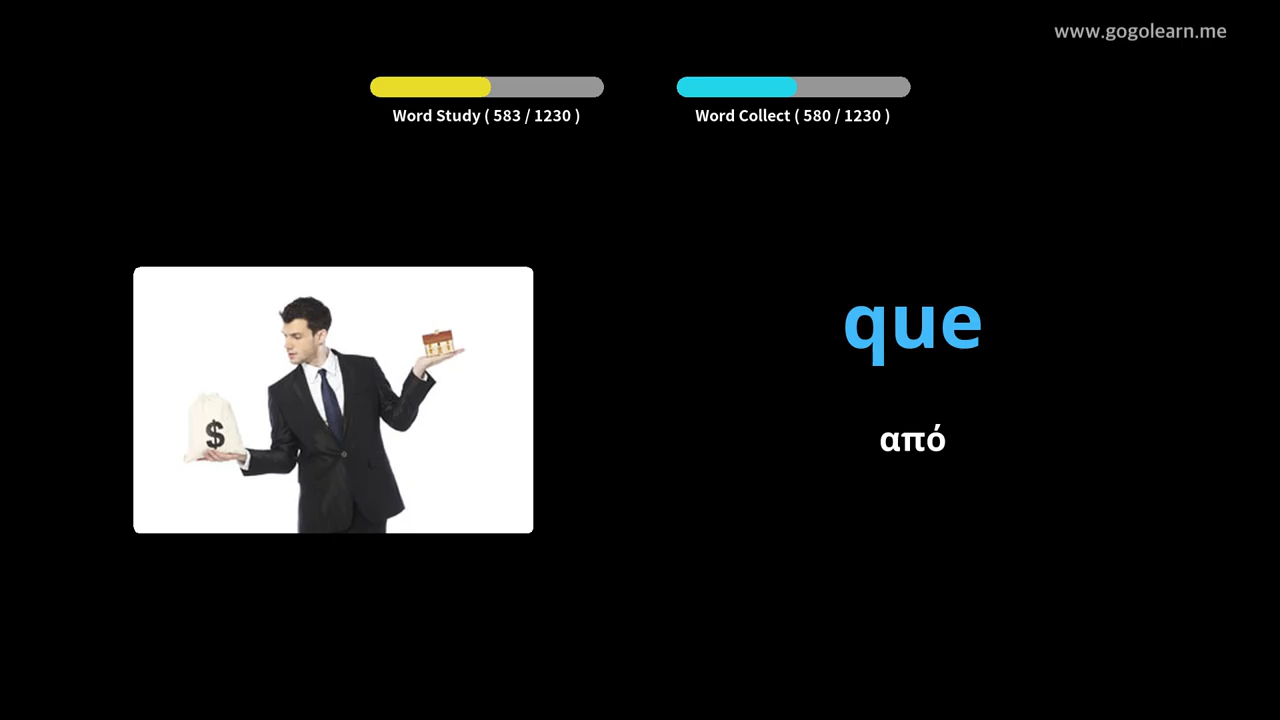 www.gogolearn.me
Word Study ( 583 / 1230 )
Word Collect ( 580 / 1230 )
que
από
$